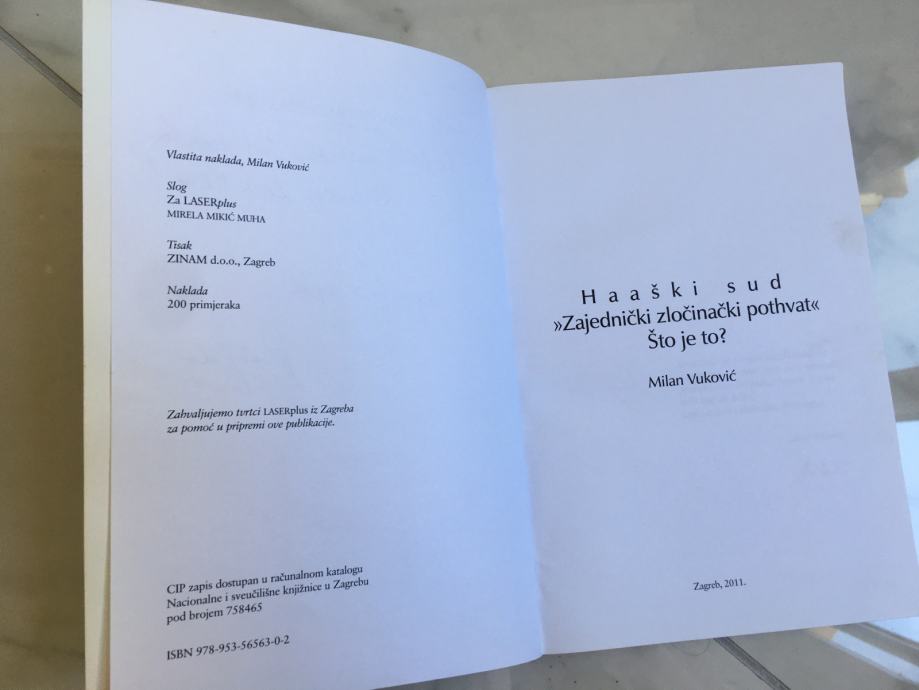 Vlastita naklada, Milan Vuković
Slog
Za LASERplus
MIRELA MIKIĆ MUHA
Tisak
ZINAM d.o.o., Zagreb
Naklada
200 primjeraka
Zahvaljujemo tvrtci LASERplus iz Zagreba
za pomoć u pripremi ove publikacije.
CIP zapis dostupan u računalnom katalogu
Nacionalne i sveučilišne knjižnice u Zagrebu
pod brojem 758465
ISBN 978-953-56563-0-2
Haaški sud
»Zajednički zločinački pothvat«
Što je to?
Milan Vuković
Zagreb, 2011.